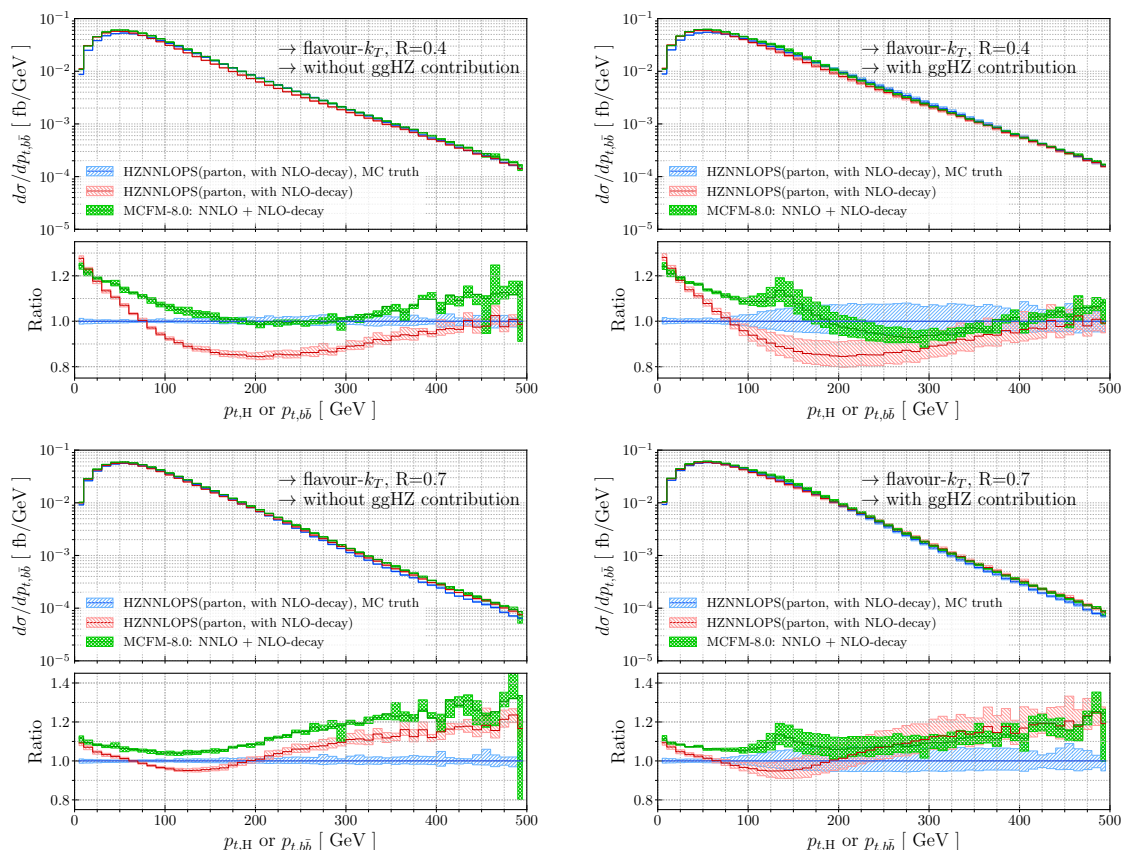 10⁻¹
10⁻²
10⁻³
10⁻⁴
10⁻⁵
dσ/dp_{t,bb̄} [ fb/GeV ]
→ flavour-k_T, R=0.4
→ without ggHZ contribution
HZNNLOPS(parton, with NLO-decay), MC truth
HZNNLOPS(parton, with NLO-decay)
MCFM-8.0: NNLO + NLO-decay
1.2
1.0
0.8
Ratio
0 100 200 300 400 500
p_{t,H} or p_{t,bb̄} [ GeV ]
10⁻¹
10⁻²
10⁻³
10⁻⁴
10⁻⁵
dσ/dp_{t,bb̄} [ fb/GeV ]
→ flavour-k_T, R=0.4
→ with ggHZ contribution
HZNNLOPS(parton, with NLO-decay), MC truth
HZNNLOPS(parton, with NLO-decay)
MCFM-8.0: NNLO + NLO-decay
1.2
1.0
0.8
Ratio
0 100 200 300 400 500
p_{t,H} or p_{t,bb̄} [ GeV ]
10⁻¹
10⁻²
10⁻³
10⁻⁴
10⁻⁵
dσ/dp_{t,bb̄} [ fb/GeV ]
→ flavour-k_T, R=0.7
→ without ggHZ contribution
HZNNLOPS(parton, with NLO-decay), MC truth
HZNNLOPS(parton, with NLO-decay)
MCFM-8.0: NNLO + NLO-decay
1.4
1.2
1.0
0.8
Ratio
0 100 200 300 400 500
p_{t,H} or p_{t,bb̄} [ GeV ]
10⁻¹
10⁻²
10⁻³
10⁻⁴
10⁻⁵
dσ/dp_{t,bb̄} [ fb/GeV ]
→ flavour-k_T, R=0.7
→ with ggHZ contribution
HZNNLOPS(parton, with NLO-decay), MC truth
HZNNLOPS(parton, with NLO-decay)
MCFM-8.0: NNLO + NLO-decay
1.4
1.2
1.0
0.8
Ratio
0 100 200 300 400 500
p_{t,H} or p_{t,bb̄} [ GeV ]